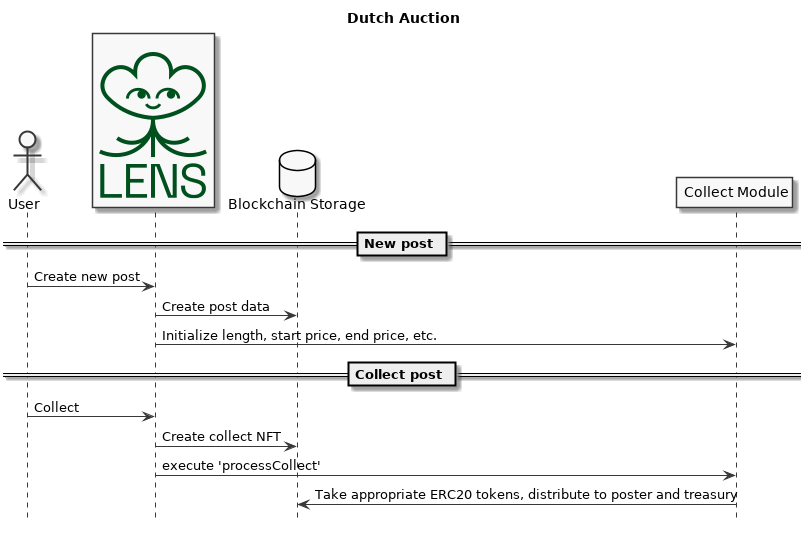 Dutch Auction
LENS
User
Blockchain Storage
Collect Module
New post
Create new post
Create post data
Initialize length, start price, end price, etc.
Collect post
Collect
Create collect NFT
execute 'processCollect'
Take appropriate ERC20 tokens, distribute to poster and treasury